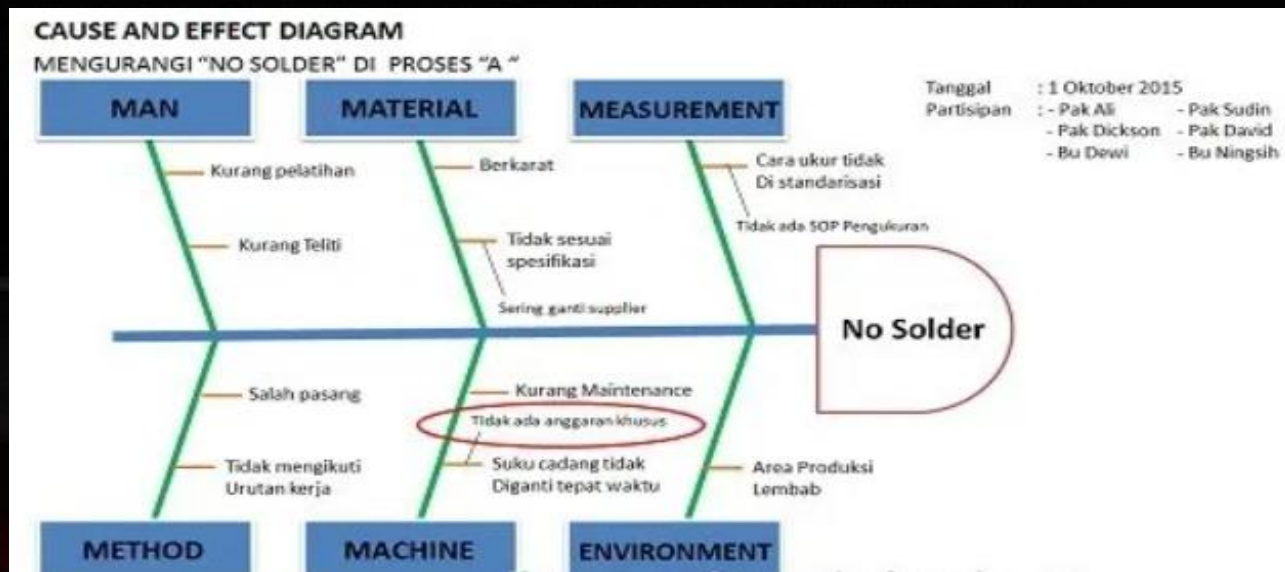 CAUSE AND EFFECT DIAGRAM
MENGURANGI "NO SOLDER" DI PROSES "A "
Tanggal : 1 Oktober 2015
Partisipan : - Pak Ali - Pak Sudin
- Pak Dickson - Pak David
- Bu Dewi - Bu Ningsih
MAN
MATERIAL
MEASUREMENT
Kurang pelatihan
Kurang Teliti
Berkarat
Tidak sesuai
spesifikasi
Sering ganti supplier
Cara ukur tidak
Di standarisasi
Tidak ada SOP Pengukuran
No Solder
Salah pasang
Tidak mengikuti
Urutan kerja
Kurang Maintenance
Tidak ada anggaran khusus
Suku cadang tidak
Diganti tepat waktu
Area Produksi
Lembab
METHOD
MACHINE
ENVIRONMENT